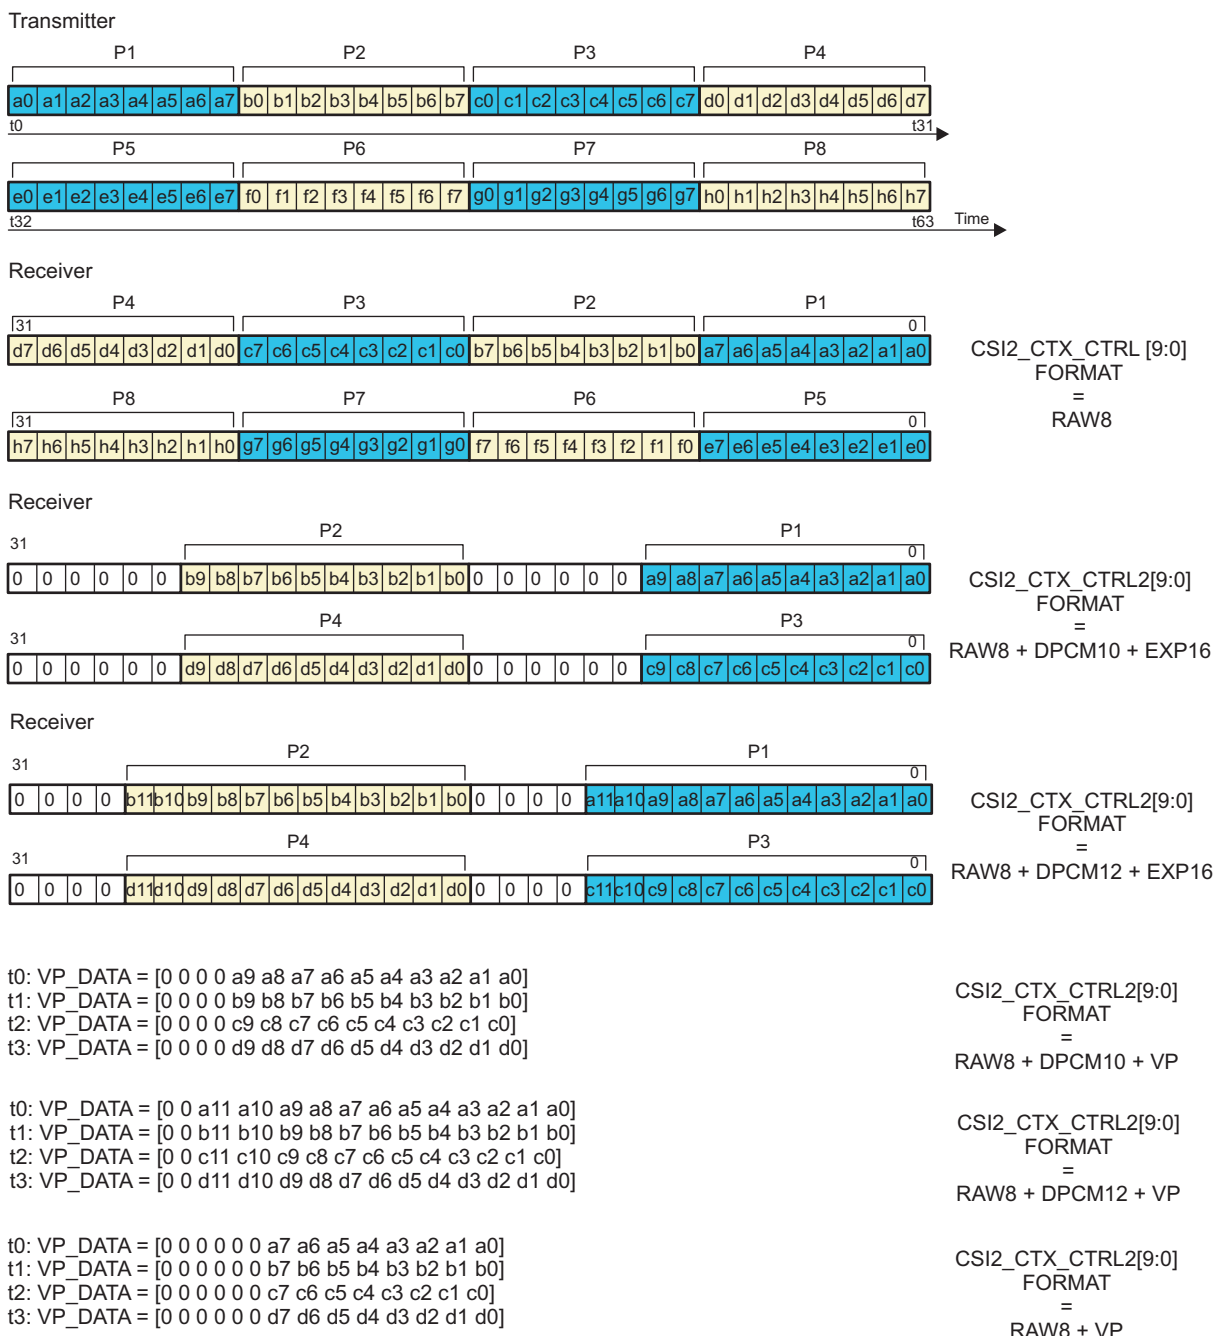 Transmitter
P1 P2 P3 P4
a0 a1 a2 a3 a4 a5 a6 a7 b0 b1 b2 b3 b4 b5 b6 b7 c0 c1 c2 c3 c4 c5 c6 c7 d0 d1 d2 d3 d4 d5 d6 d7
t0 t31
P5 P6 P7 P8
e0 e1 e2 e3 e4 e5 e6 e7 f0 f1 f2 f3 f4 f5 f6 f7 g0 g1 g2 g3 g4 g5 g6 g7 h0 h1 h2 h3 h4 h5 h6 h7
t32 t63 Time
Receiver
P4 P3 P2 P1
31 0
d7 d6 d5 d4 d3 d2 d1 d0 c7 c6 c5 c4 c3 c2 c1 c0 b7 b6 b5 b4 b3 b2 b1 b0 a7 a6 a5 a4 a3 a2 a1 a0
P8 P7 P6 P5
31 0
h7 h6 h5 h4 h3 h2 h1 h0 g7 g6 g5 g4 g3 g2 g1 g0 f7 f6 f5 f4 f3 f2 f1 f0 e7 e6 e5 e4 e3 e2 e1 e0
CSI2_CTX_CTRL [9:0]
FORMAT
=
RAW8
Receiver
P2 P1
31 0
0 0 0 0 0 0 b9 b8 b7 b6 b5 b4 b3 b2 b1 b0 0 0 0 0 0 0 a9 a8 a7 a6 a5 a4 a3 a2 a1 a0
P4 P3
31 0
0 0 0 0 0 0 d9 d8 d7 d6 d5 d4 d3 d2 d1 d0 0 0 0 0 0 0 c9 c8 c7 c6 c5 c4 c3 c2 c1 c0
CSI2_CTX_CTRL2[9:0]
FORMAT
=
RAW8 + DPCM10 + EXP16
Receiver
P2 P1
31 0
0 0 0 0 b11 b10 b9 b8 b7 b6 b5 b4 b3 b2 b1 b0 0 0 0 0 a11 a10 a9 a8 a7 a6 a5 a4 a3 a2 a1 a0
P4 P3
31 0
0 0 0 0 d11 d10 d9 d8 d7 d6 d5 d4 d3 d2 d1 d0 0 0 0 0 c11 c10 c9 c8 c7 c6 c5 c4 c3 c2 c1 c0
CSI2_CTX_CTRL2[9:0]
FORMAT
=
RAW8 + DPCM12 + EXP16
t0: VP_DATA = [0 0 0 0 a9 a8 a7 a6 a5 a4 a3 a2 a1 a0]
t1: VP_DATA = [0 0 0 0 b9 b8 b7 b6 b5 b4 b3 b2 b1 b0]
t2: VP_DATA = [0 0 0 0 c9 c8 c7 c6 c5 c4 c3 c2 c1 c0]
t3: VP_DATA = [0 0 0 0 d9 d8 d7 d6 d5 d4 d3 d2 d1 d0]
CSI2_CTX_CTRL2[9:0]
FORMAT
=
RAW8 + DPCM10 + VP
t0: VP_DATA = [0 0 a11 a10 a9 a8 a7 a6 a5 a4 a3 a2 a1 a0]
t1: VP_DATA = [0 0 b11 b10 b9 b8 b7 b6 b5 b4 b3 b2 b1 b0]
t2: VP_DATA = [0 0 c11 c10 c9 c8 c7 c6 c5 c4 c3 c2 c1 c0]
t3: VP_DATA = [0 0 d11 d10 d9 d8 d7 d6 d5 d4 d3 d2 d1 d0]
CSI2_CTX_CTRL2[9:0]
FORMAT
=
RAW8 + DPCM12 + VP
t0: VP_DATA = [0 0 0 0 0 0 a7 a6 a5 a4 a3 a2 a1 a0]
t1: VP_DATA = [0 0 0 0 0 0 b7 b6 b5 b4 b3 b2 b1 b0]
t2: VP_DATA = [0 0 0 0 0 0 c7 c6 c5 c4 c3 c2 c1 c0]
t3: VP_DATA = [0 0 0 0 0 0 d7 d6 d5 d4 d3 d2 d1 d0]
CSI2_CTX_CTRL2[9:0]
FORMAT
=
RAW8 + VP